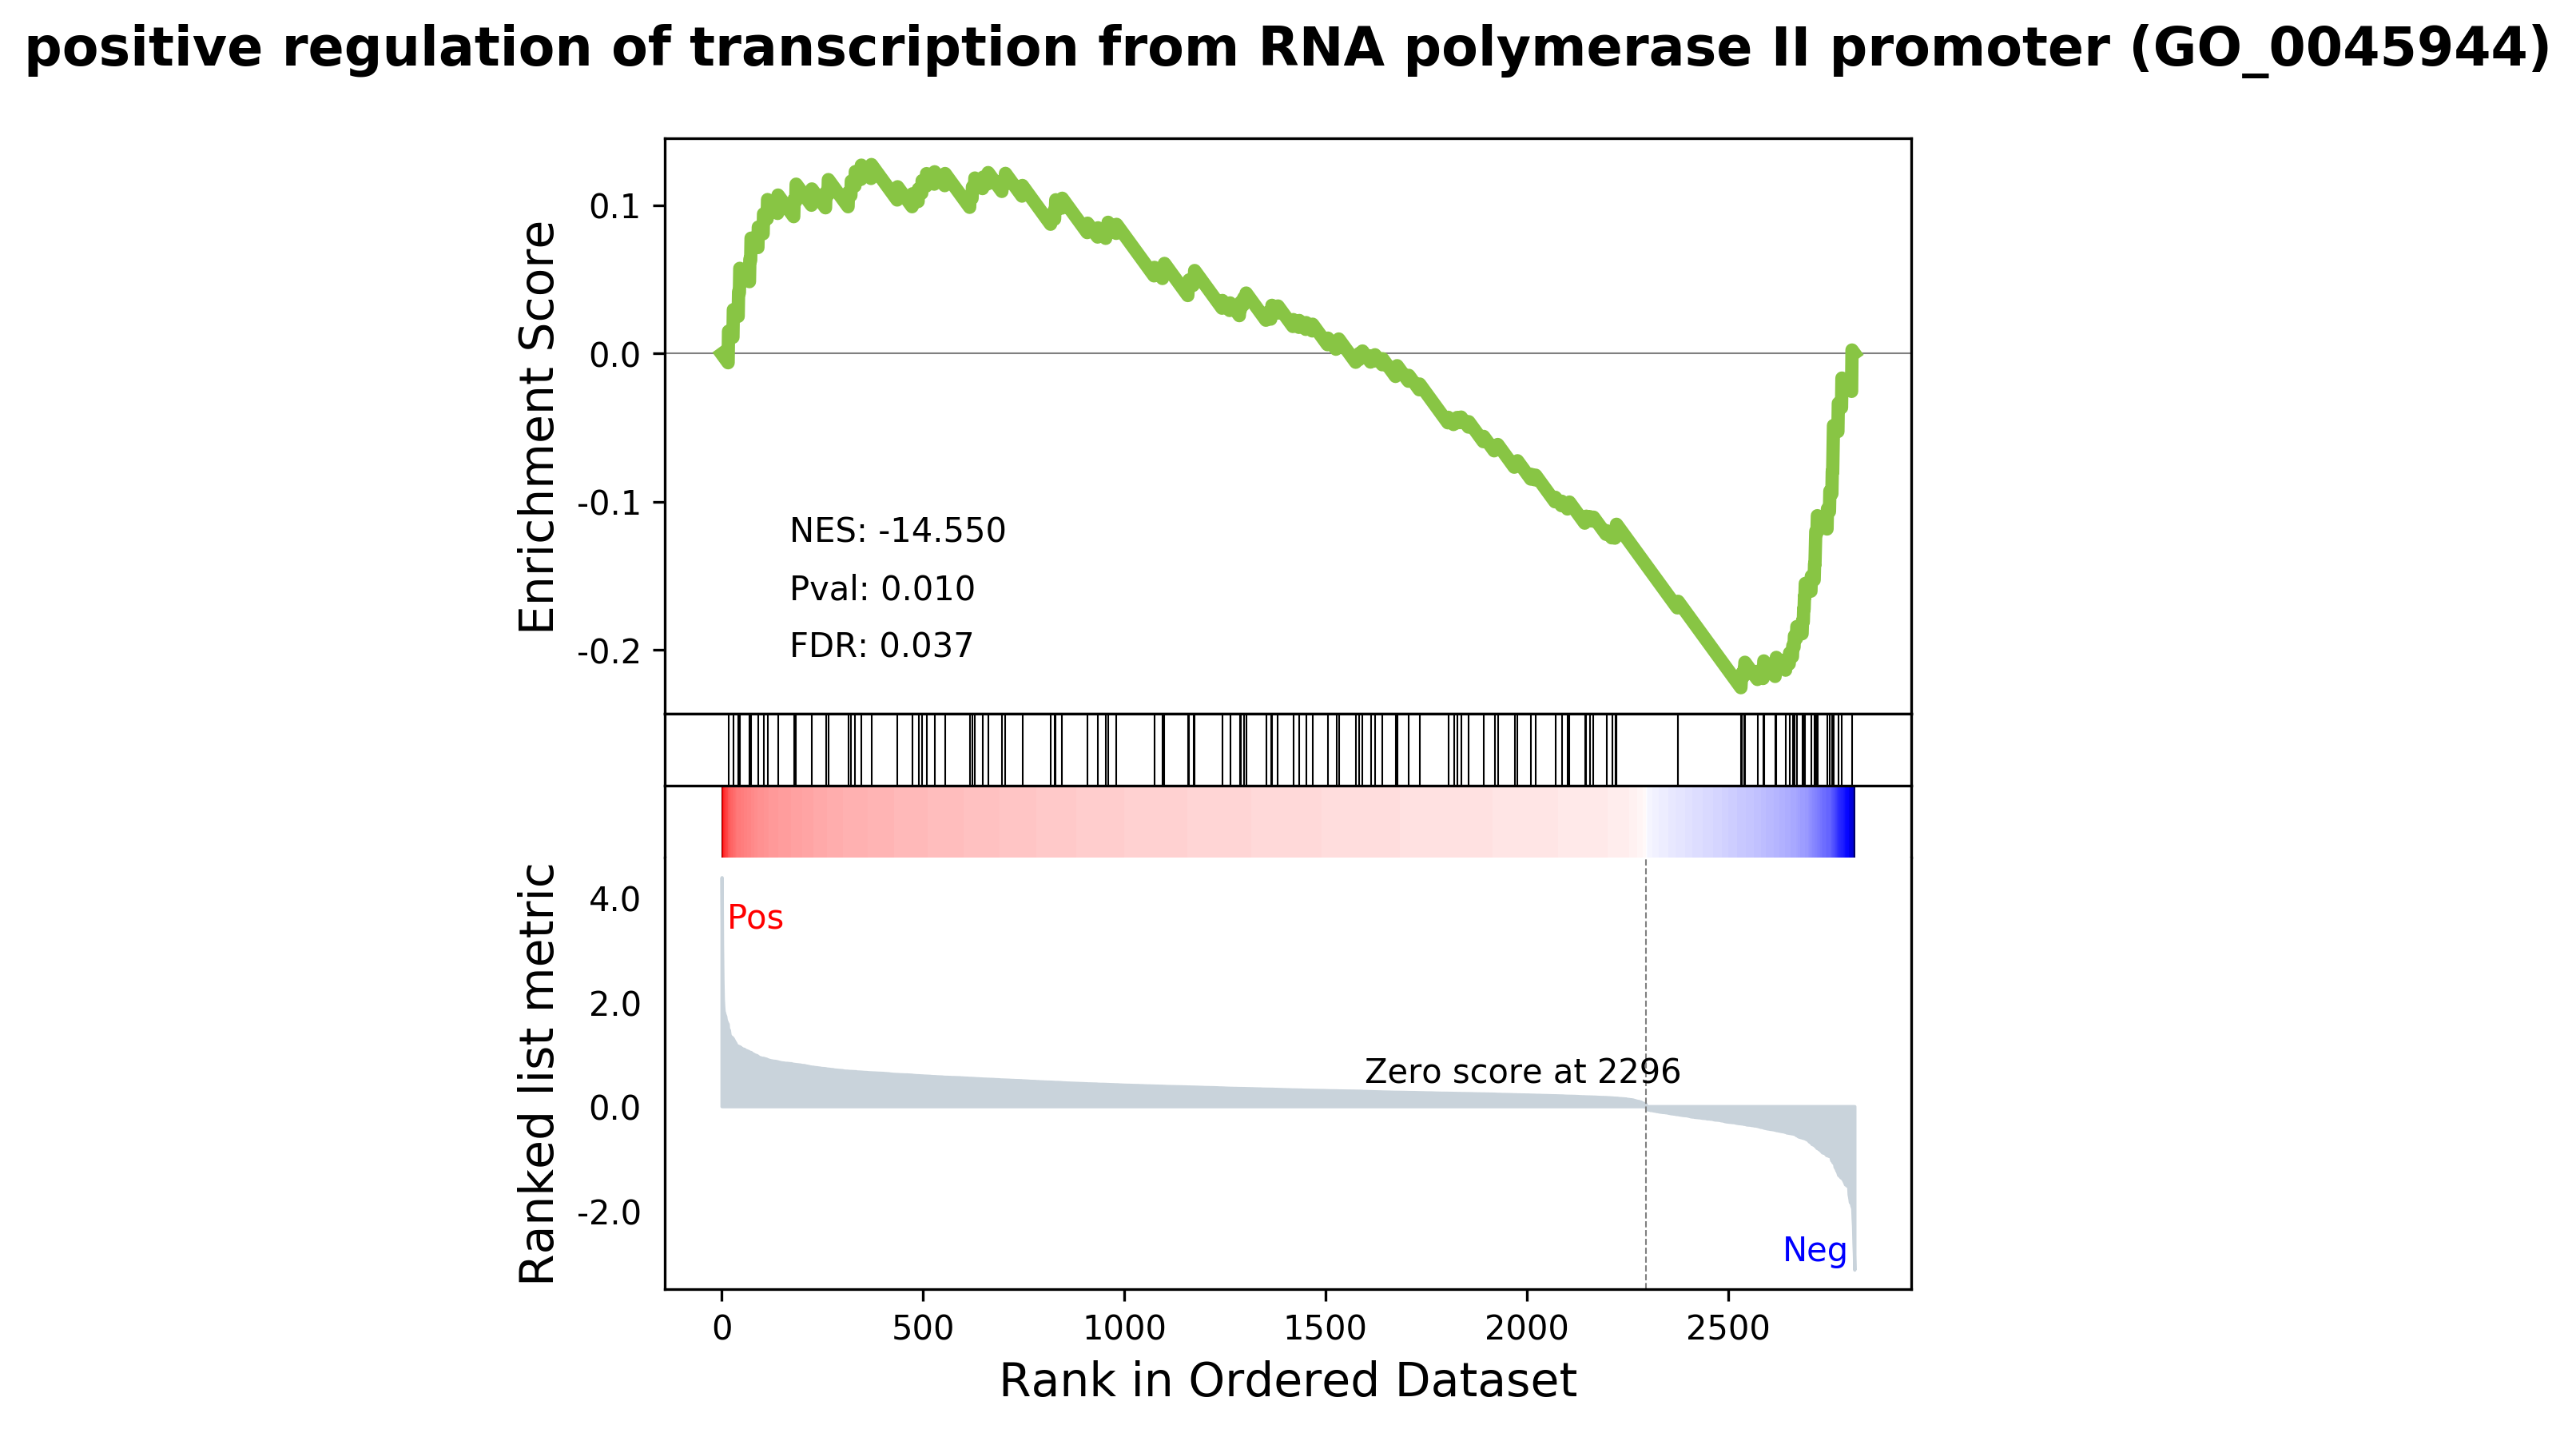 positive regulation of transcription from RNA polymerase II promoter (GO_0045944)
Enrichment Score
0.1
0.0
-0.1
-0.2
NES: -14.550
Pval: 0.010
FDR: 0.037
Ranked list metric
4.0
2.0
0.0
-2.0
Pos
Zero score at 2296
Neg
0 500 1000 1500 2000 2500
Rank in Ordered Dataset